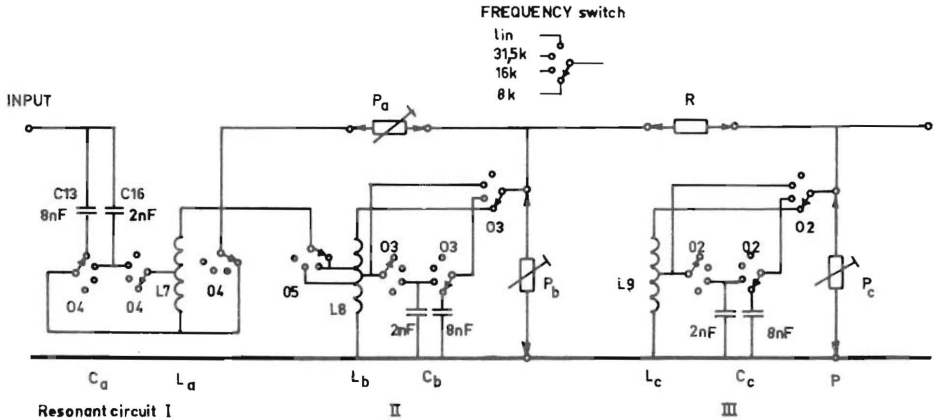 FREQUENCY switch
lin
31,5k
16k
8k
INPUT
Pa
R
C13
8nF
C16
2nF
O4
O4
L7
O4
O5
L8
O3
O3
O3
2nF
8nF
Pb
L9
O2
O2
O2
2nF
8nF
Pc
Ca
La
Lb
Cb
Lc
Cc
P
Resonant circuit I
II
III